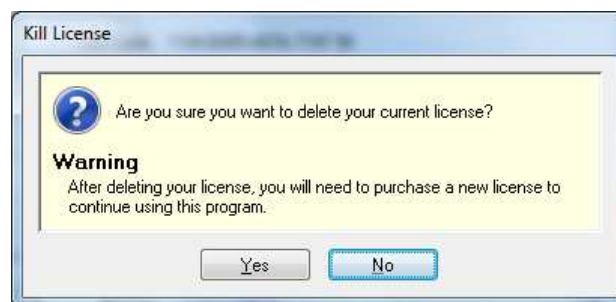 Kill License
Are you sure you want to delete your current license?
Warning
After deleting your license, you will need to purchase a new license to
continue using this program.
Yes
No